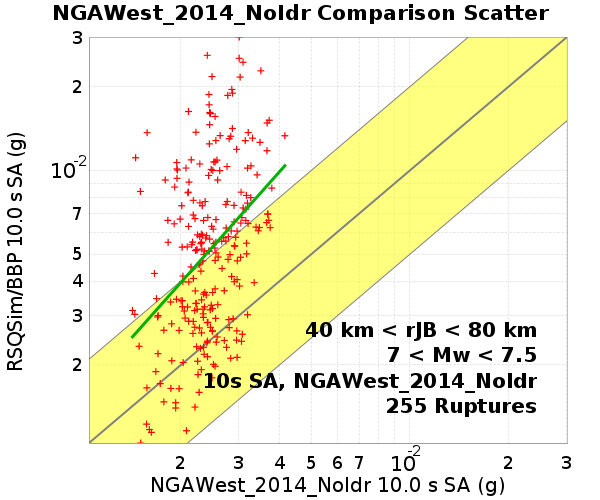 NGAWest_2014_NoIdr Comparison Scatter
3
2
10⁻²
7
5
4
3
2
RSQSim/BBP 10.0 s SA (g)
40 km < rJB < 80 km
7 < Mw < 7.5
10s SA, NGAWest_2014_NoIdr
255 Ruptures
2 3 4 5 6 7 10⁻² 2 3
NGAWest_2014_NoIdr 10.0 s SA (g)